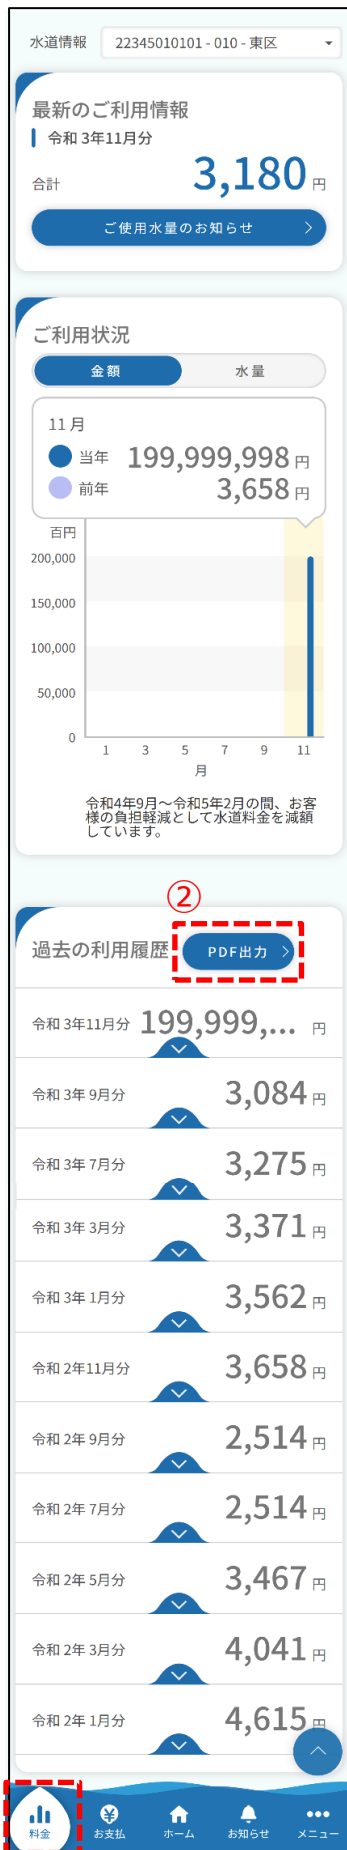 水道情報 22345010101 - 010 - 東区
最新のご利用情報
令和 3年11月分
合計 3,180 円
ご使用水量のお知らせ
ご利用状況
金額 水量
11 月
当年 199,999,998 円
前年 3,658 円
百円
200,000
150,000
100,000
50,000
0
1 3 5 7 9 11
月
令和4年9月～令和5年2月の間、お客
様の負担軽減として水道料金を減額
しています。
②
過去の利用履歴 PDF出力
令和 3年11月分 199,999,... 円
令和 3年 9月分 3,084 円
令和 3年 7月分 3,275 円
令和 3年 3月分 3,371 円
令和 3年 1月分 3,562 円
令和 2年11月分 3,658 円
令和 2年 9月分 2,514 円
令和 2年 7月分 2,514 円
令和 2年 5月分 3,467 円
令和 2年 3月分 4,041 円
令和 2年 1月分 4,615 円
料金 お支払 ホーム お知らせ メニュー